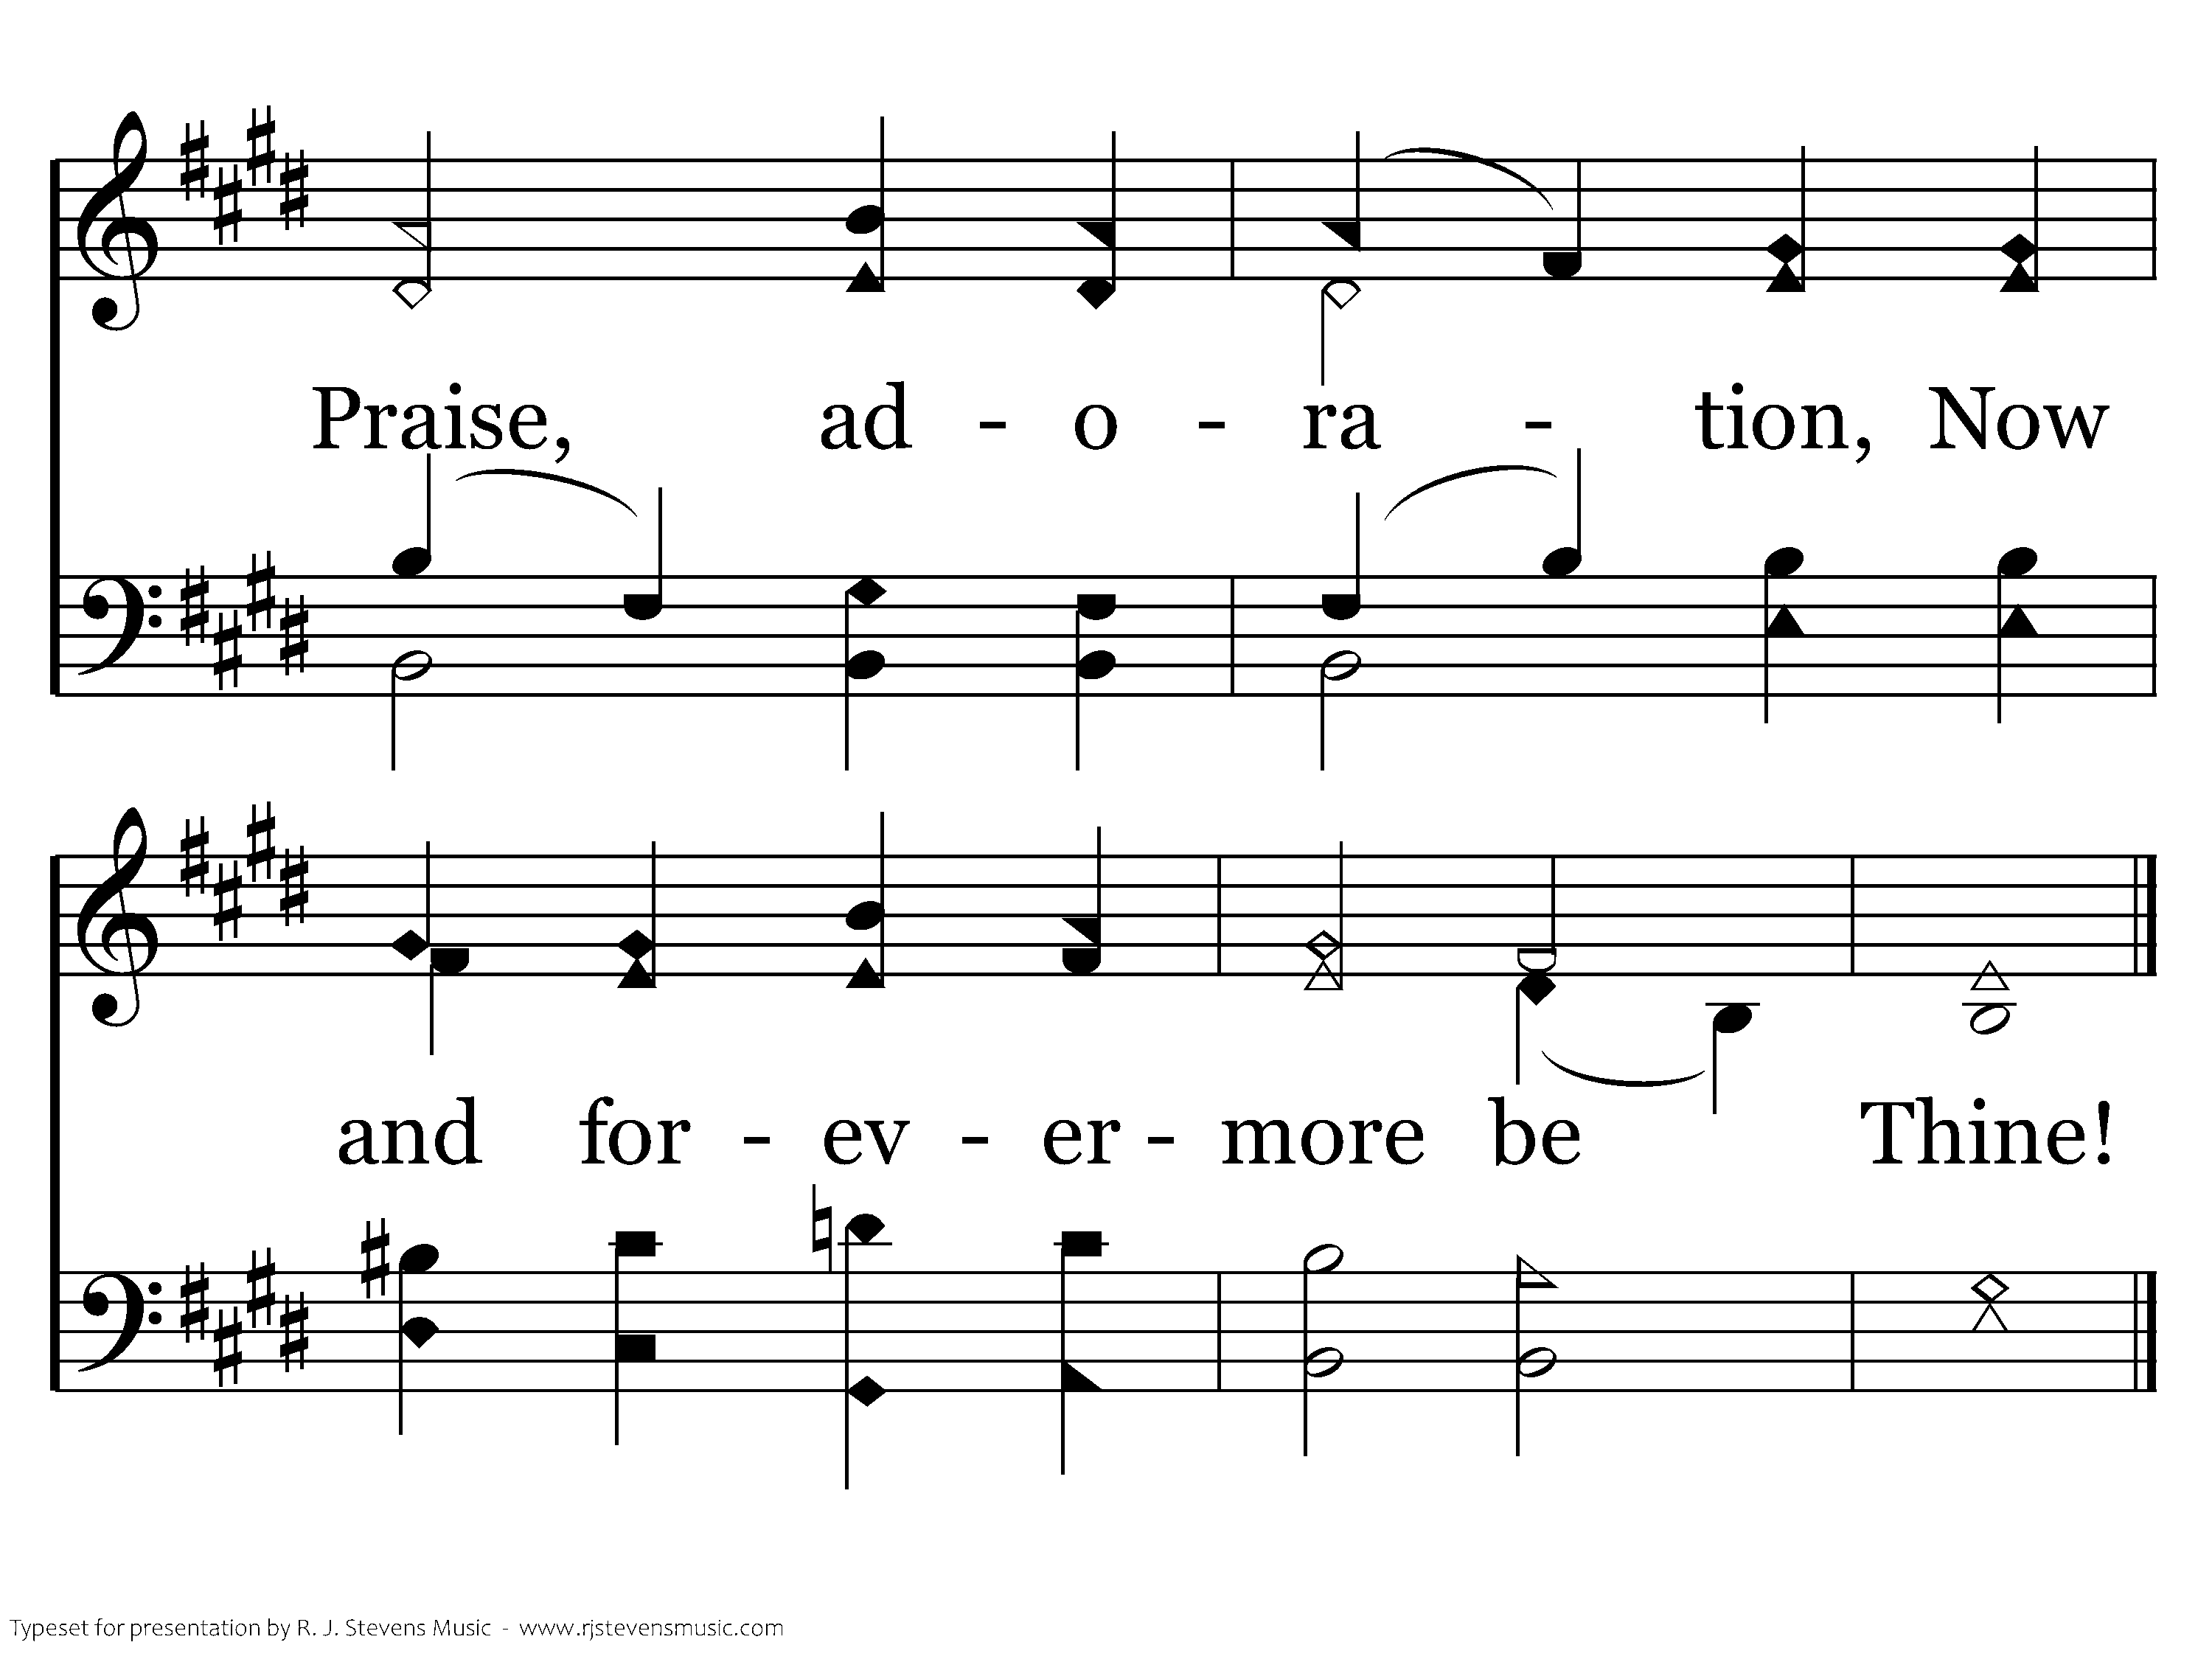 Praise, ad - o - ra - tion, Now
and for - ev - er - more be Thine!
Typeset for presentation by R. J. Stevens Music - www.rjstevensmusic.com